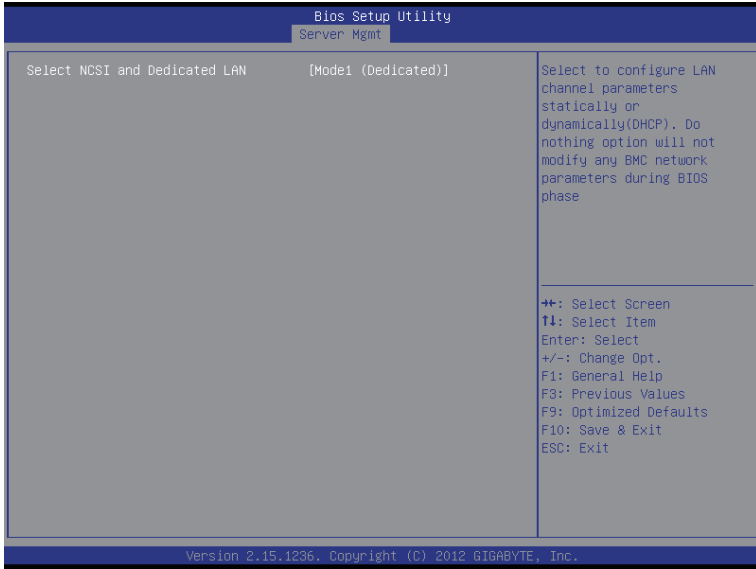 Bios Setup Utility
Server Mgmt
Select NCSI and Dedicated LAN [Mode1 (Dedicated)]
Select to configure LAN
channel parameters
statically or
dynamically(DHCP). Do
nothing option will not
modify any BMC network
parameters during BIOS
phase
→←: Select Screen
↑↓: Select Item
Enter: Select
+/-: Change Opt.
F1: General Help
F3: Previous Values
F9: Optimized Defaults
F10: Save & Exit
ESC: Exit
Version 2.15.1236. Copyright (C) 2012 GIGABYTE, Inc.